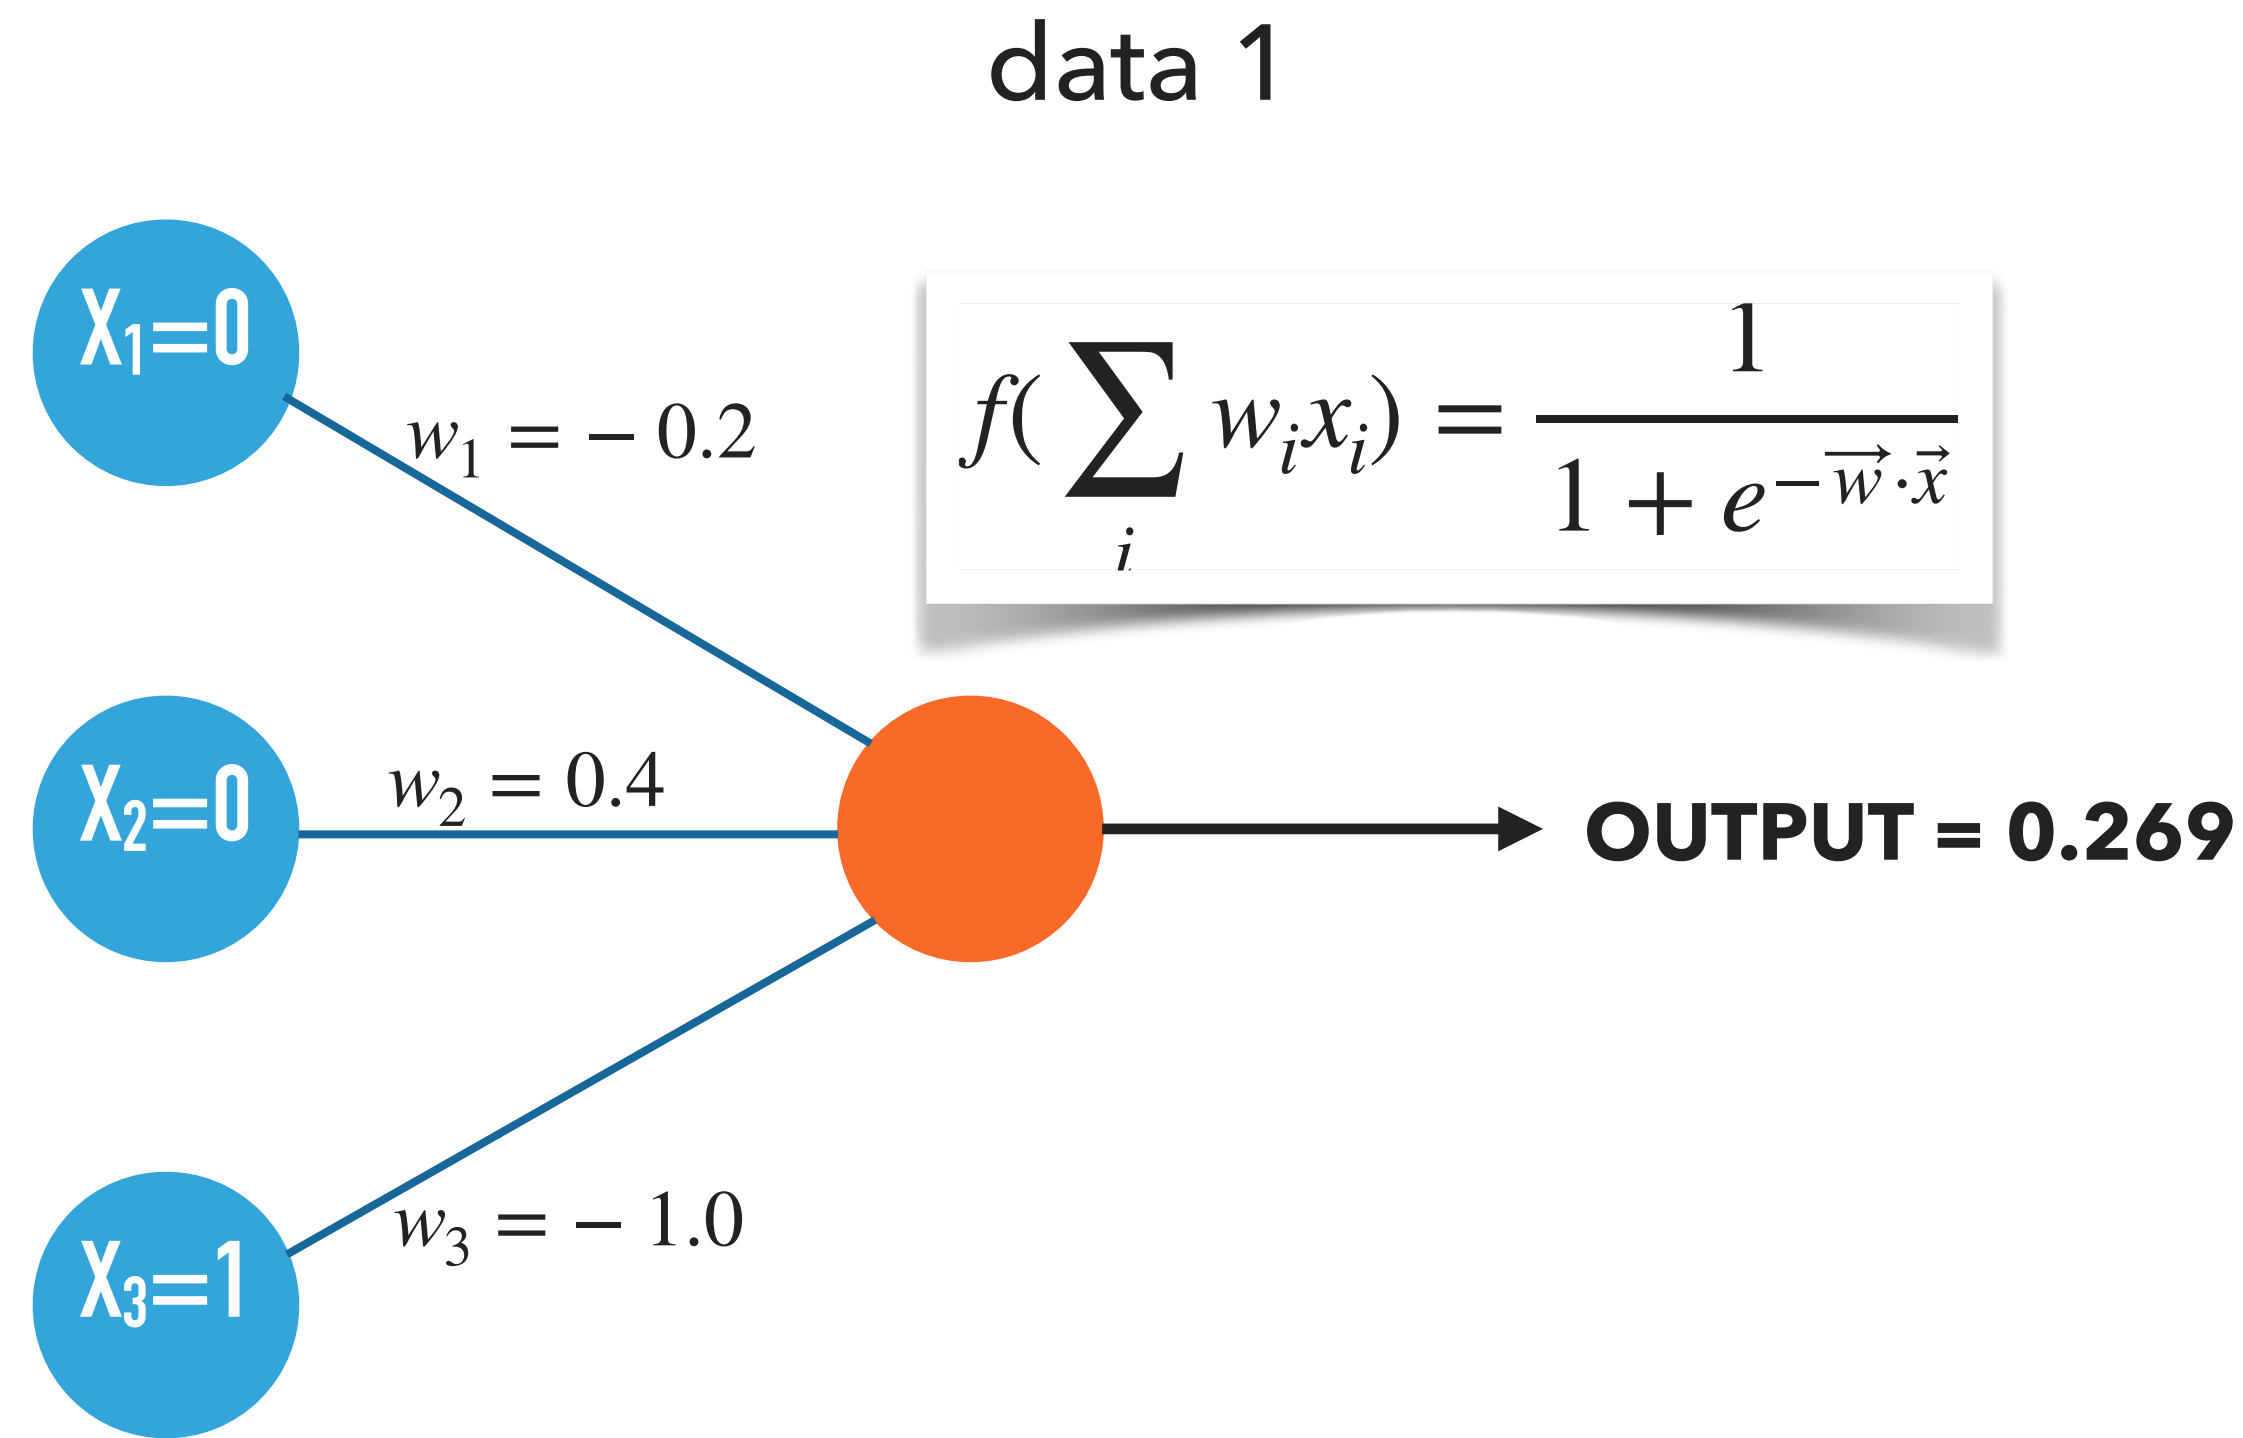 data 1
X₁=0
w₁ = − 0.2
f(∑ᵢ wᵢxᵢ) = 1 / (1 + e^(−w⃗·x⃗))
X₂=0
w₂ = 0.4
OUTPUT = 0.269
w₃ = − 1.0
X₃=1